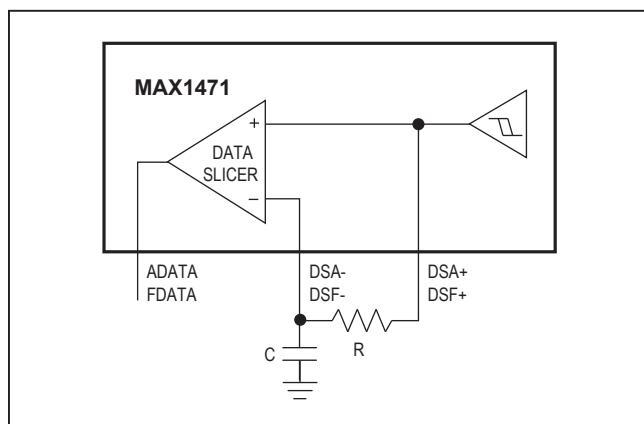 MAX1471
+
DATA
SLICER
−
ADATA
FDATA
DSA-
DSF-
DSA+
DSF+
C
R